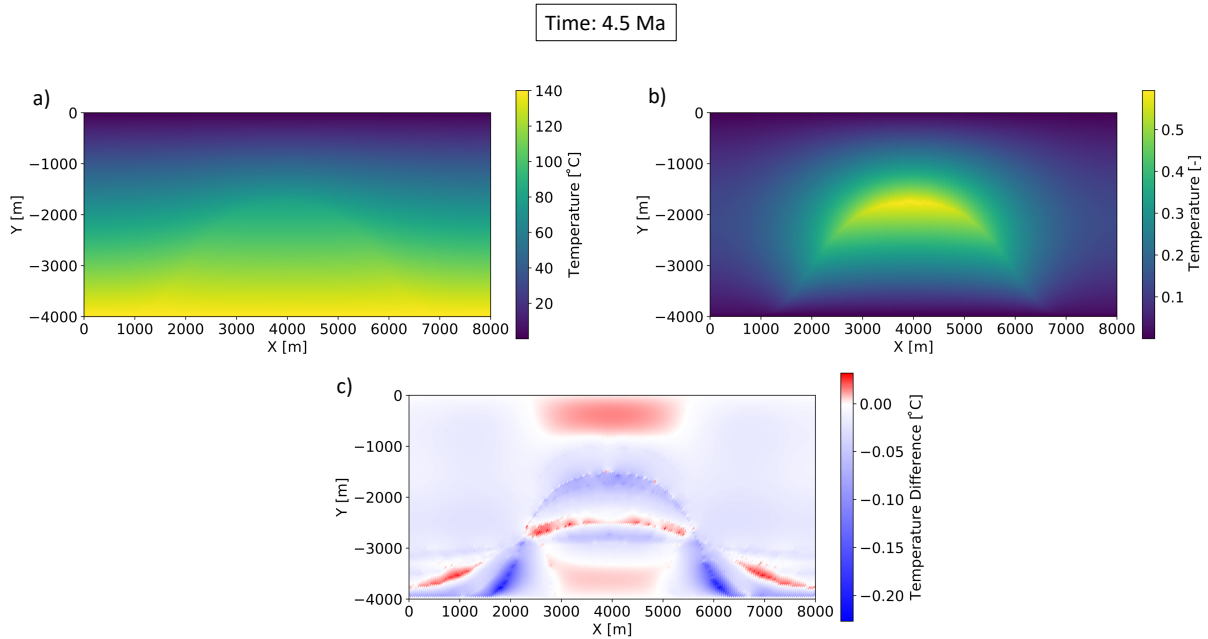 Time: 4.5 Ma
a)
0
−1000
−2000
−3000
−4000
Y [m]
0 1000 2000 3000 4000 5000 6000 7000 8000
X [m]
140
120
100
80
60
40
20
Temperature [˚C]
b)
0
−1000
−2000
−3000
−4000
Y [m]
0 1000 2000 3000 4000 5000 6000 7000 8000
X [m]
0.5
0.4
0.3
0.2
0.1
Temperature [-]
c)
0
−1000
−2000
−3000
−4000
Y [m]
0 1000 2000 3000 4000 5000 6000 7000 8000
X [m]
0.00
−0.05
−0.10
−0.15
−0.20
Temperature Difference [˚C]